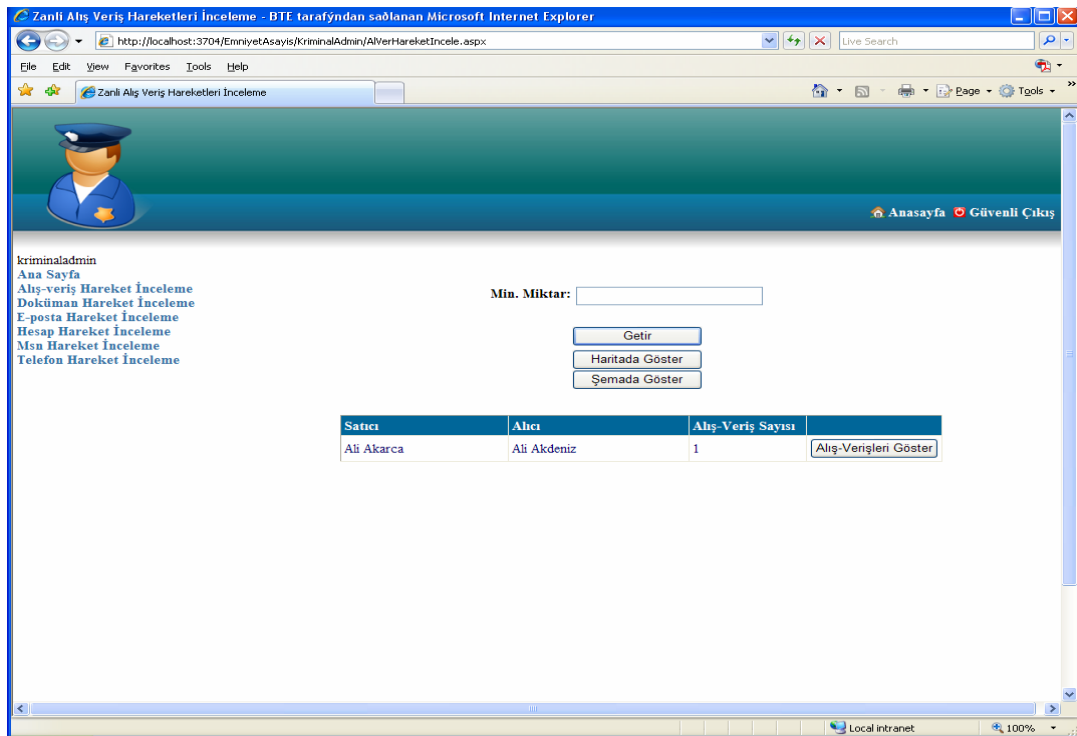 Zanli Alış Veriş Hareketleri İnceleme - BTE tarafýndan saðlanan Microsoft Internet Explorer
http://localhost:3704/EmniyetAsayis/KriminalAdmin/AlVerHareketIncele.aspx
Live Search
File Edit View Favorites Tools Help
Zanli Alış Veriş Hareketleri İnceleme
Page Tools
Anasayfa Güvenli Çıkış
kriminaladmin
Ana Sayfa
Alış-veriş Hareket İnceleme
Doküman Hareket İnceleme
E-posta Hareket İnceleme
Hesap Hareket İnceleme
Msn Hareket İnceleme
Telefon Hareket İnceleme
Min. Miktar:
Getir
Haritada Göster
Şemada Göster
Satıcı Alıcı Alış-Veriş Sayısı
Ali Akarca Ali Akdeniz 1 Alış-Verişleri Göster
Local intranet 100%